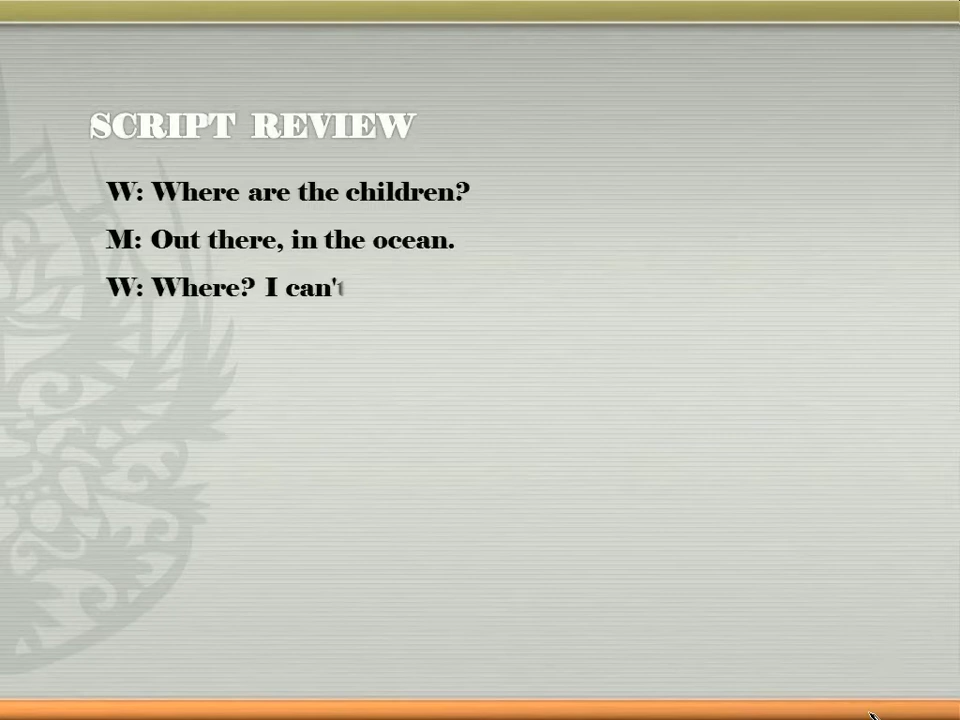 SCRIPT REVIEW
W: Where are the children?
M: Out there, in the ocean.
W: Where? I can't